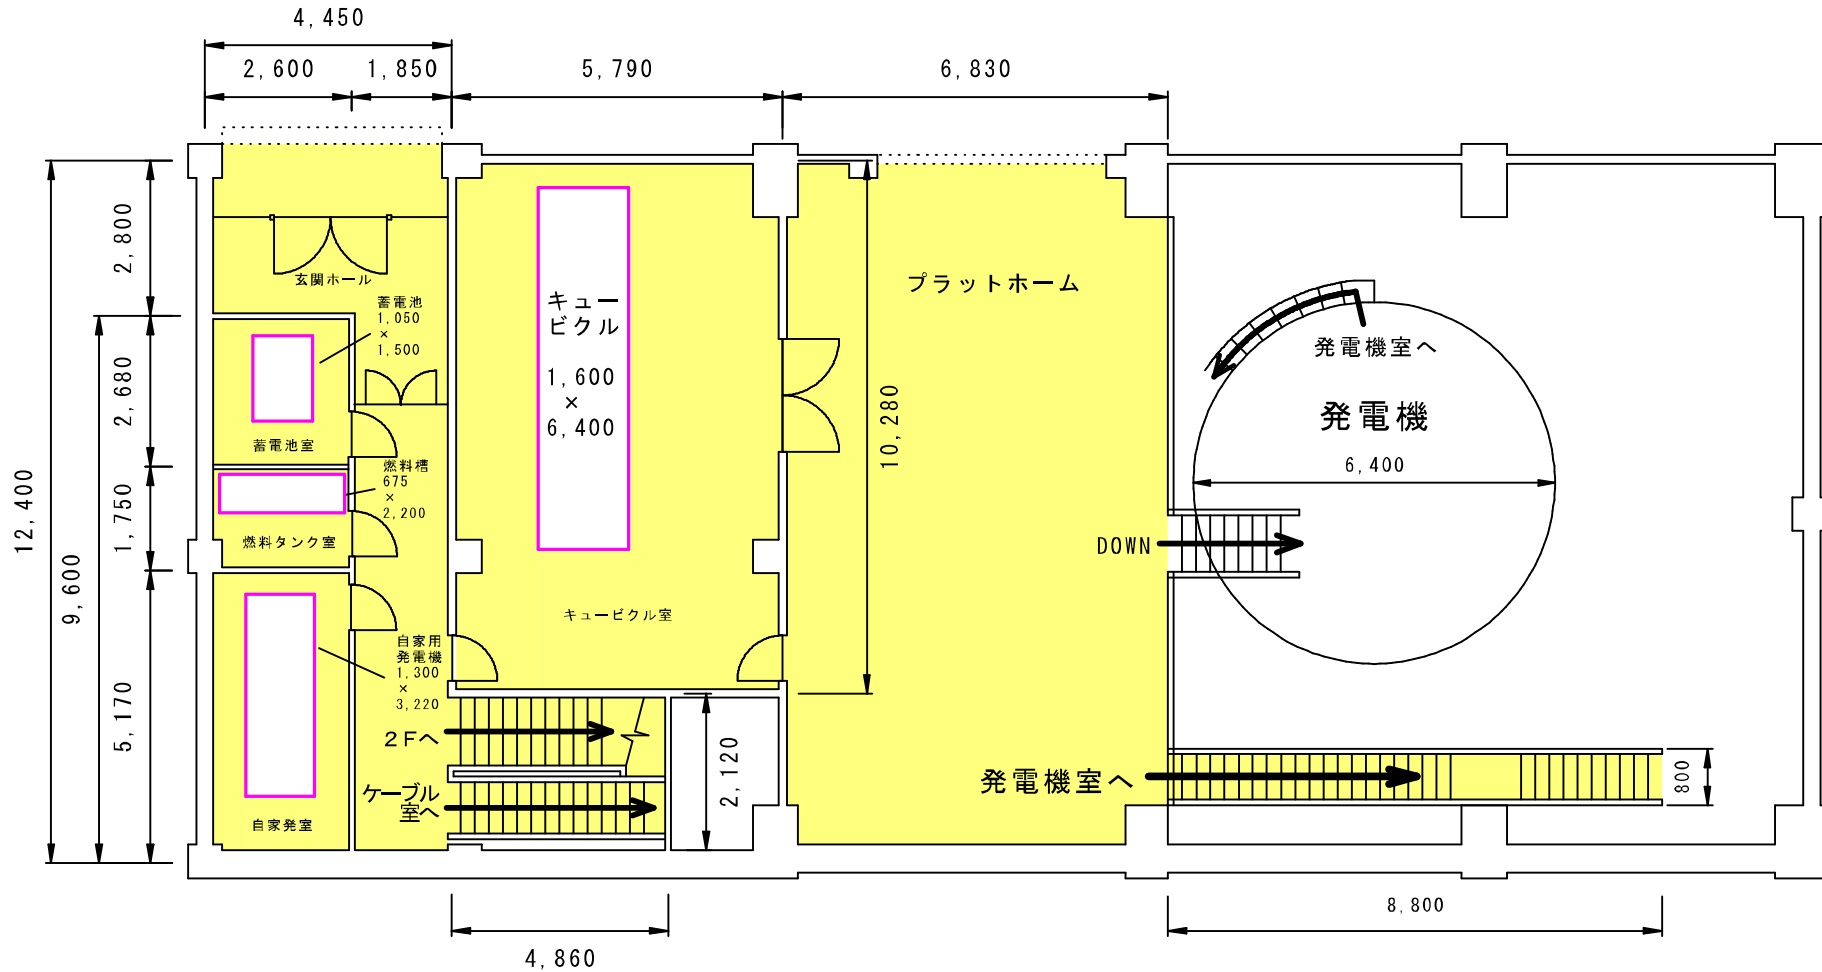 4,450
2,600
1,850
5,790
6,830
12,400
9,600
2,800
2,680
1,750
5,170
玄関ホール
蓄電池
1,050
×
1,500
蓄電池室
燃料槽
675
×
2,200
燃料タンク室
自家用
発電機
1,300
×
3,220
自家発室
キュー
ビクル
1,600
×
6,400
キュービクル室
2Fへ
ケーブル
室へ
2,120
4,860
プラットホーム
10,280
DOWN
発電機室へ
発電機室へ
発電機
6,400
800
8,800